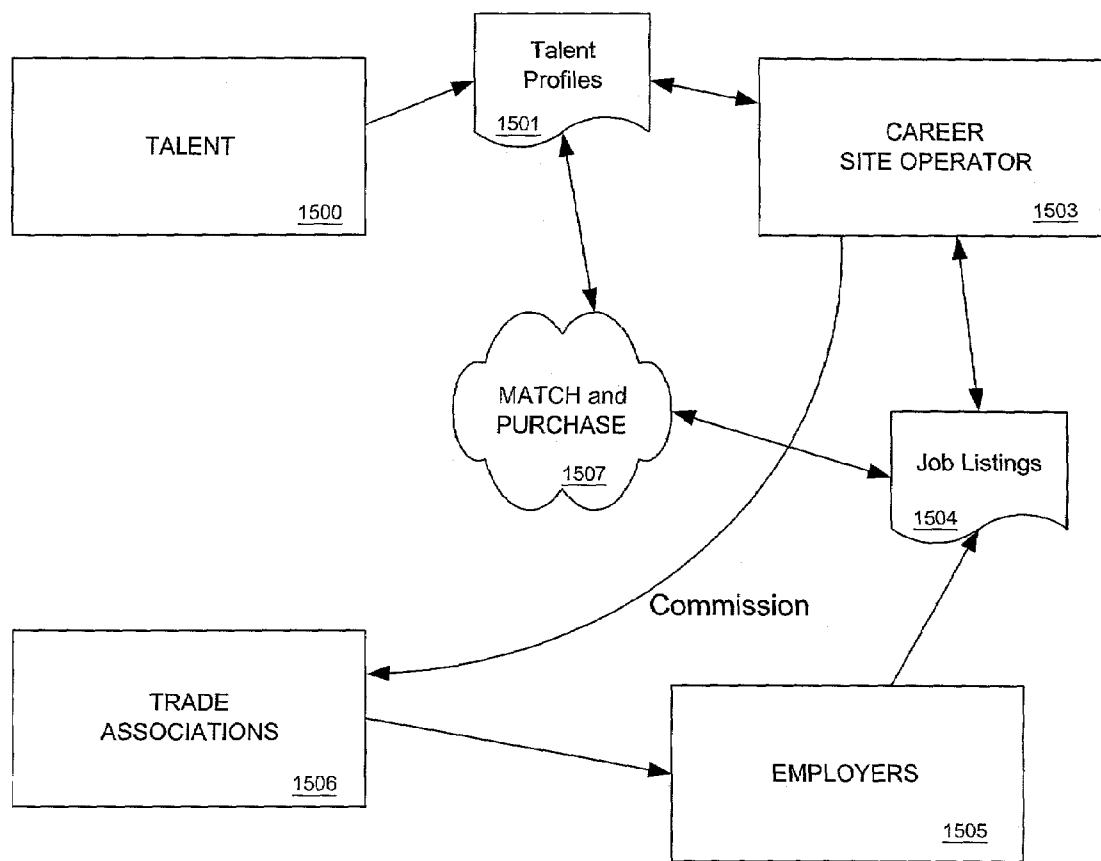 Talent
Profiles
1501
TALENT
1500
CAREER
SITE OPERATOR
1503
MATCH and
PURCHASE
1507
Job Listings
1504
Commission
TRADE
ASSOCIATIONS
1506
EMPLOYERS
1505